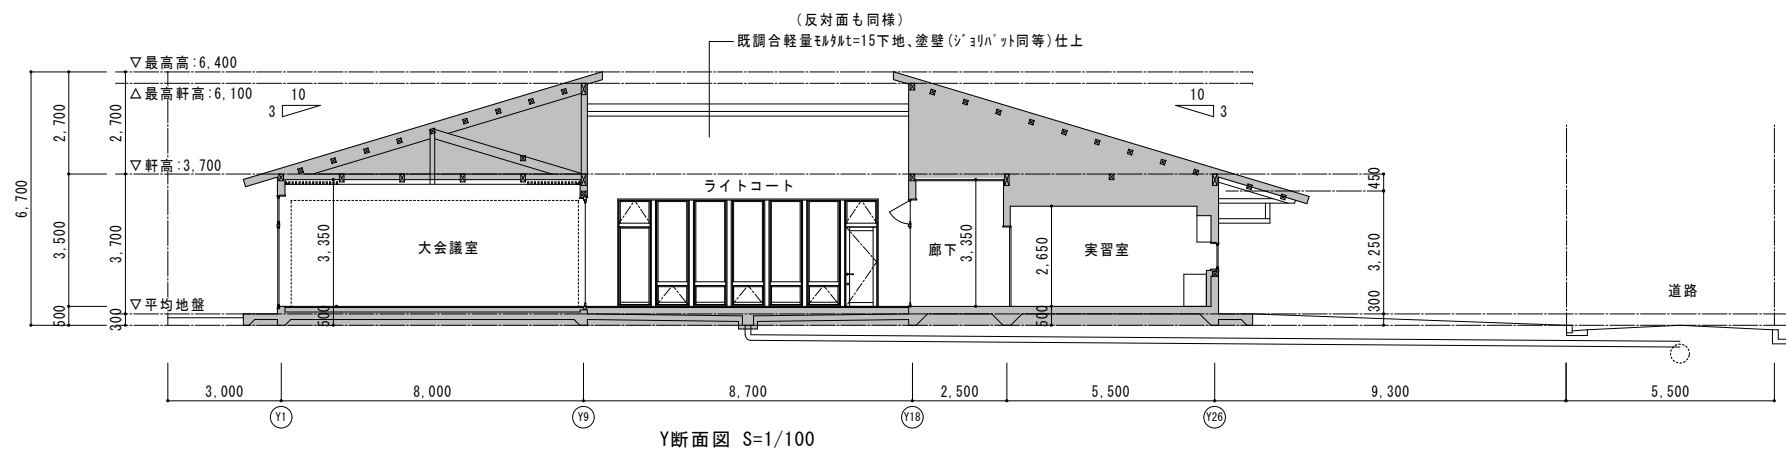 (反対面も同様)
既調合軽量ﾓﾙﾀﾙt=15下地、塗壁(ｼﾞｮﾘﾊﾟｯﾄ同等)仕上
▽最高高:6,400
△最高軒高:6,100
10
3
10
3
2,700
2,700
▽軒高:3,700
450
6,700
ライトコート
3,500
3,700
3,350
大会議室
廊下
3,350
2,650
実習室
3,250
道路
▽平均地盤
500
300
500
500
300
3,000
8,000
8,700
2,500
5,500
9,300
5,500
Y1
Y9
Y18
Y26
Y断面図 S=1/100